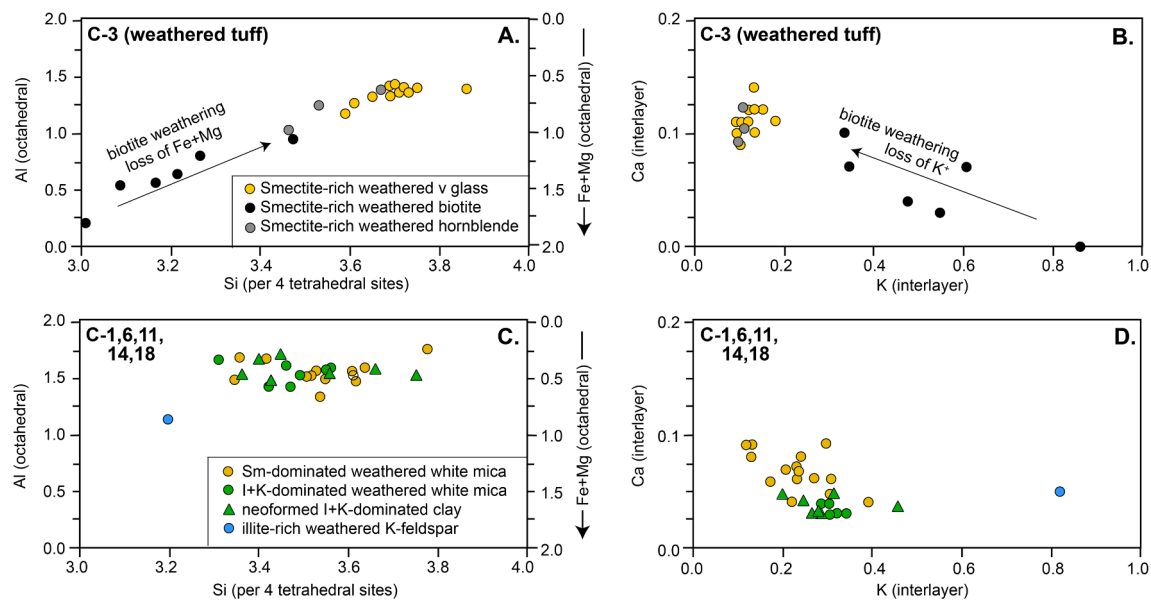 C-3 (weathered tuff)
A.
2.0
1.5
1.0
0.5
0.0
Al (octahedral)
0.0
0.5
1.0
1.5
2.0
Fe+Mg (octahedral)
biotite weathering
loss of Fe+Mg
Smectite-rich weathered v glass
Smectite-rich weathered biotite
Smectite-rich weathered hornblende
3.0
3.2
3.4
3.6
3.8
4.0
Si (per 4 tetrahedral sites)
C-3 (weathered tuff)
B.
0.2
0.1
0.0
Ca (interlayer)
biotite weathering
loss of K+
0.0
0.2
0.4
0.6
0.8
1.0
K (interlayer)
C-1,6,11,
14,18
C.
2.0
1.5
1.0
0.5
0.0
Al (octahedral)
0.0
0.5
1.0
1.5
2.0
Fe+Mg (octahedral)
Sm-dominated weathered white mica
I+K-dominated weathered white mica
neoformed I+K-dominated clay
illite-rich weathered K-feldspar
3.0
3.2
3.4
3.6
3.8
4.0
Si (per 4 tetrahedral sites)
C-1,6,11,
14,18
D.
0.2
0.1
0.0
Ca (interlayer)
0.0
0.2
0.4
0.6
0.8
1.0
K (interlayer)